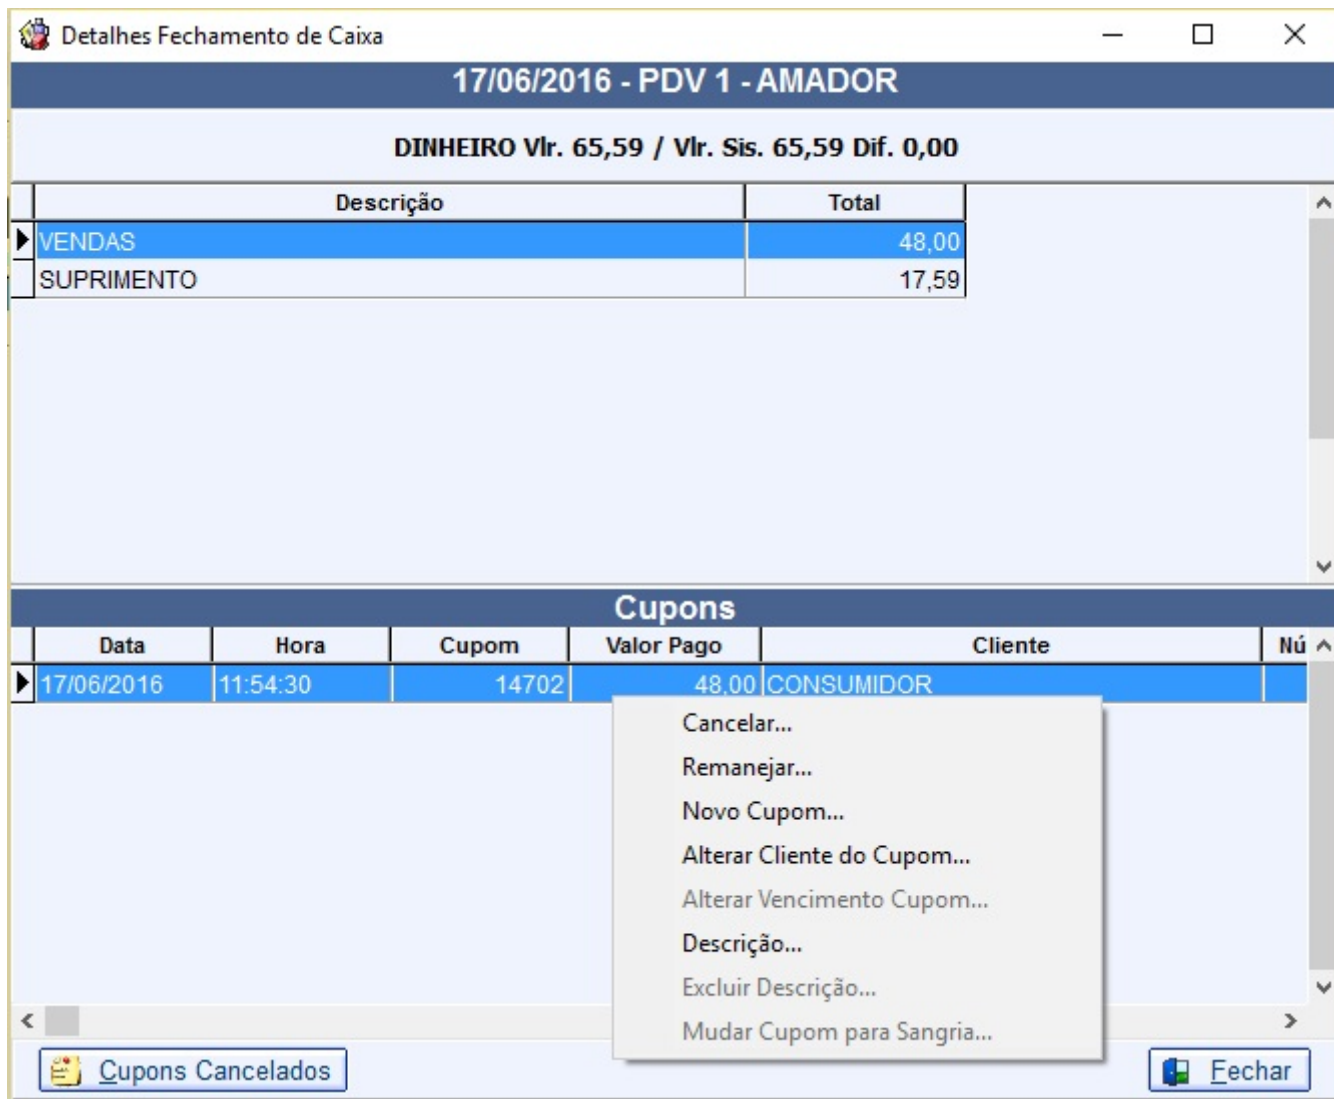 Detalhes Fechamento de Caixa
17/06/2016 - PDV 1 - AMADOR
DINHEIRO Vlr. 65,59 / Vlr. Sis. 65,59 Dif. 0,00
Descrição Total
VENDAS 48,00
SUPRIMENTO 17,59
Cupons
Data Hora Cupom Valor Pago Cliente Nú
17/06/2016 11:54:30 14702 48,00 CONSUMIDOR
Cancelar...
Remanejar...
Novo Cupom...
Alterar Cliente do Cupom...
Alterar Vencimento Cupom...
Descrição...
Excluir Descrição...
Mudar Cupom para Sangria...
Cupons Cancelados Fechar